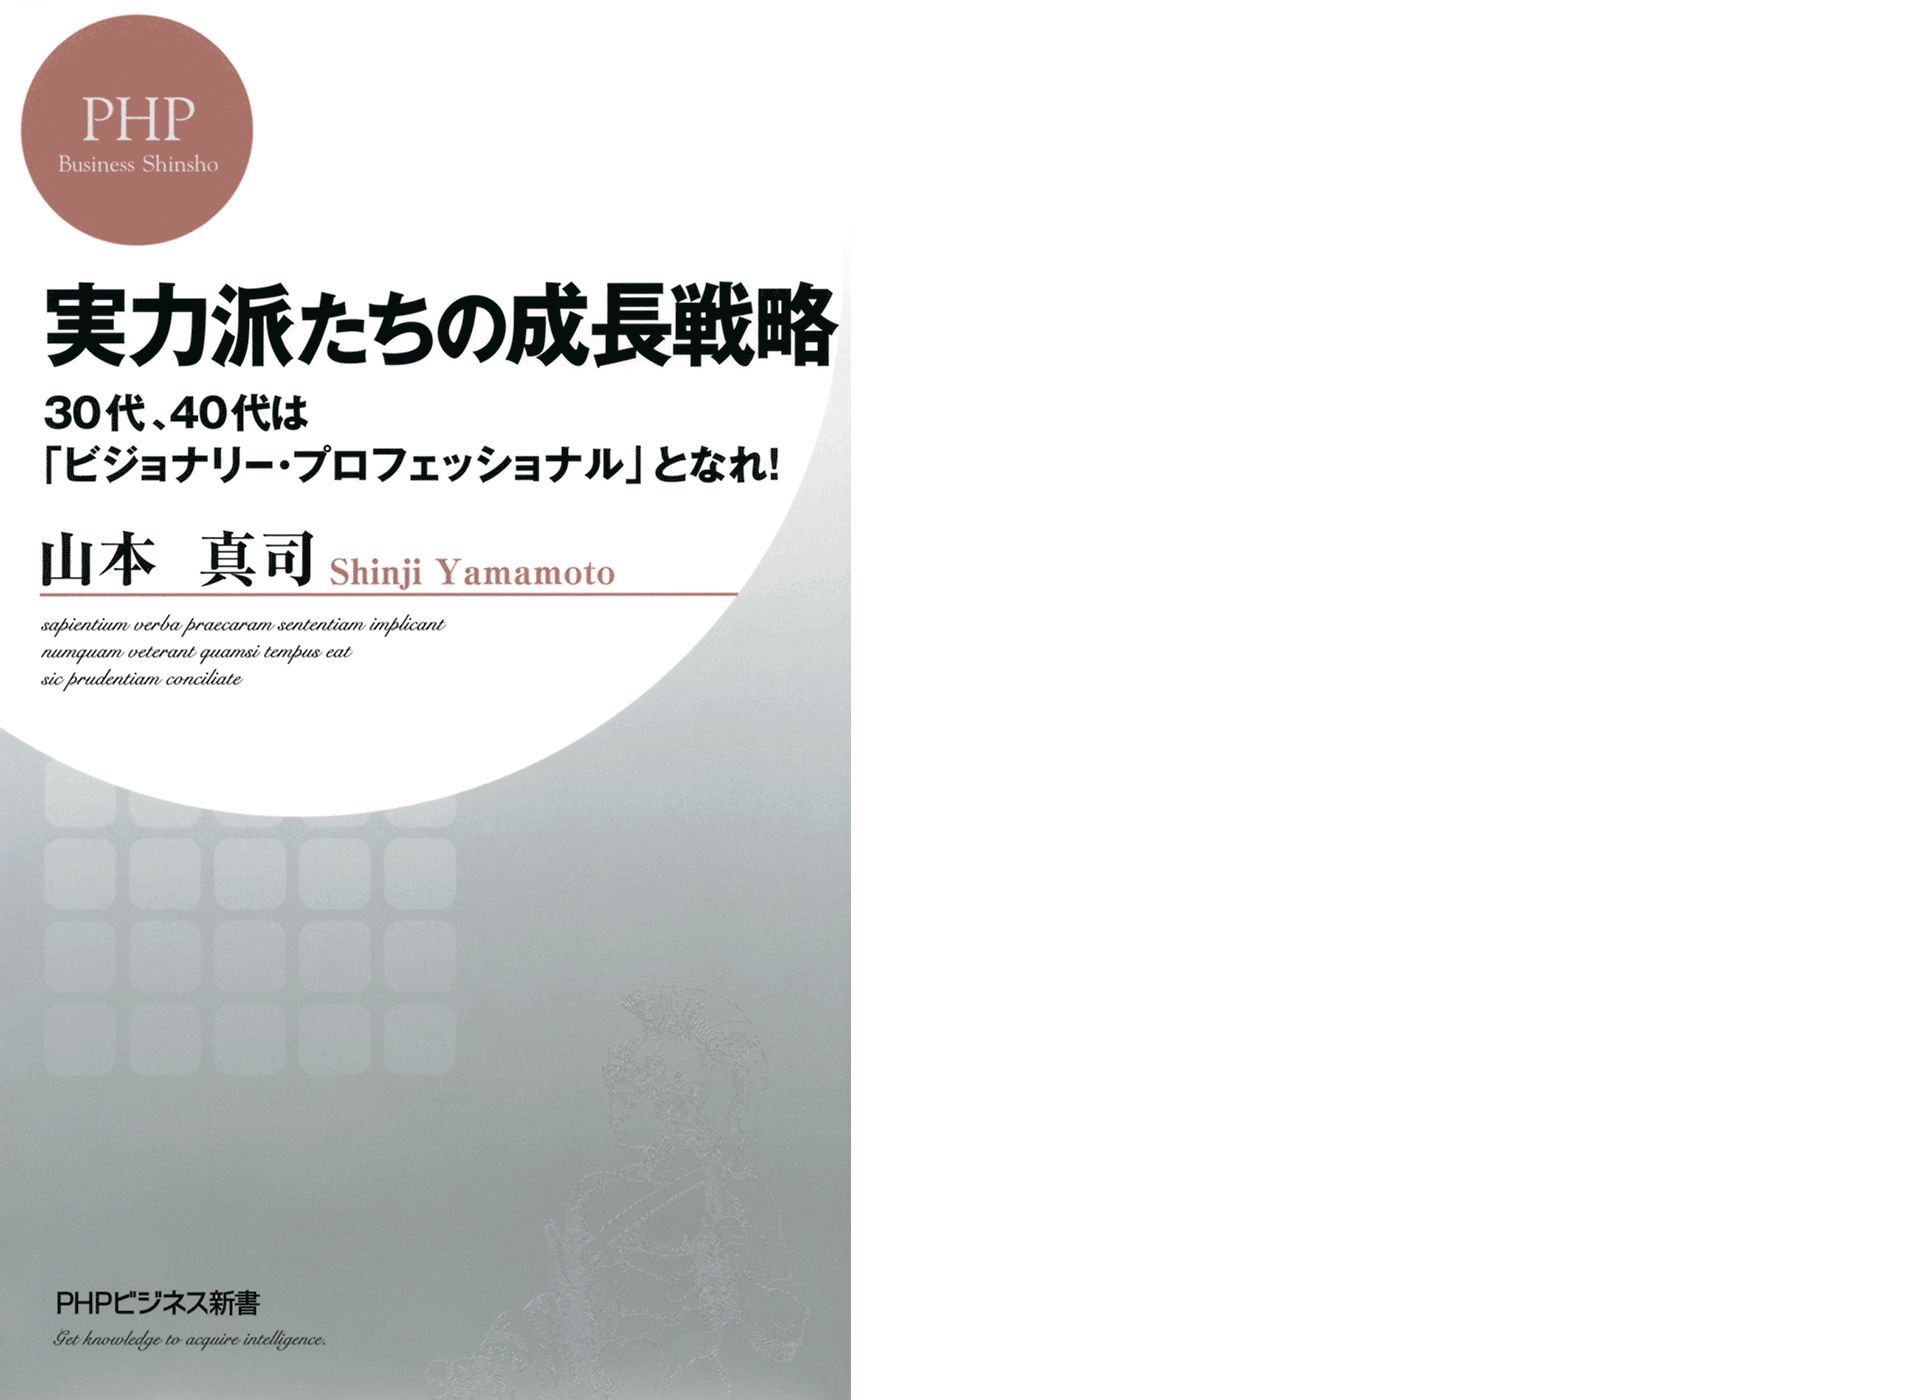 PHP
Business Shinsho
実力派たちの成長戦略
30代、40代は
「ビジョナリー・プロフェッショナル」となれ!
山本 真司 Shinji Yamamoto
sapientium verba praecaram sententiam implicant
numquam veterant quamsi tempus eat
sic prudentiam conciliate
PHPビジネス新書
Get knowledge to acquire intelligence.